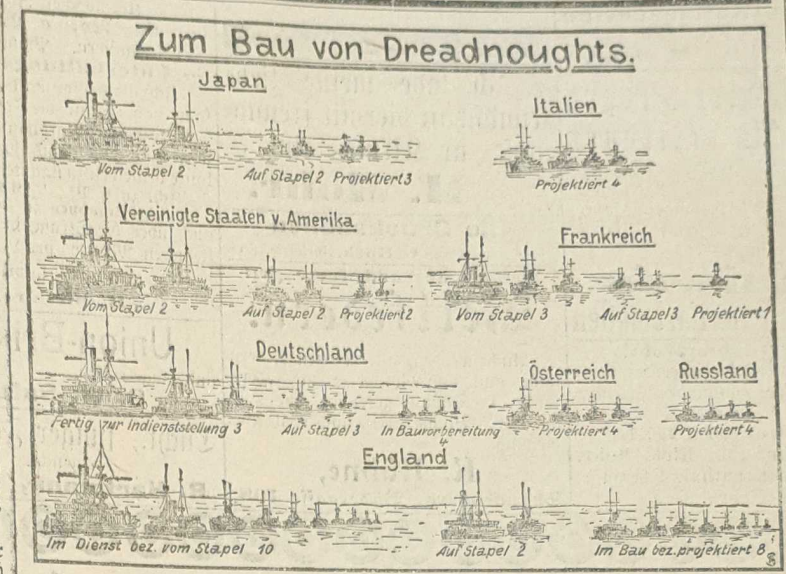 Zum Bau von Dreadnoughts.
Japan
Vom Stapel 2
Auf Stapel 2 Projektiert 3
Italien
Projektiert 4
Vereinigte Staaten v. Amerika
Vom Stapel 2
Auf Stapel 2 Projektiert 2
Frankreich
Vom Stapel 3
Auf Stapel 3 Projektiert 1
Deutschland
Fertig zur Indienststellung 3
Auf Stapel 3
In Bauvorbereitung
4
Österreich
Projektiert 4
Russland
Projektiert 4
England
Im Dienst bez. vom Stapel 10
Auf Stapel 2
Im Bau bez. projektiert 8